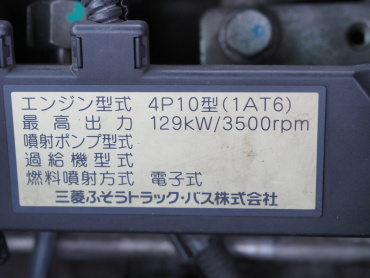 エンジン型式 4P10型(1AT6)
最高出力 129kW/3500rpm
噴射ポンプ型式
過給機型式
燃料噴射方式 電子式
三菱ふそうトラック・バス株式会社